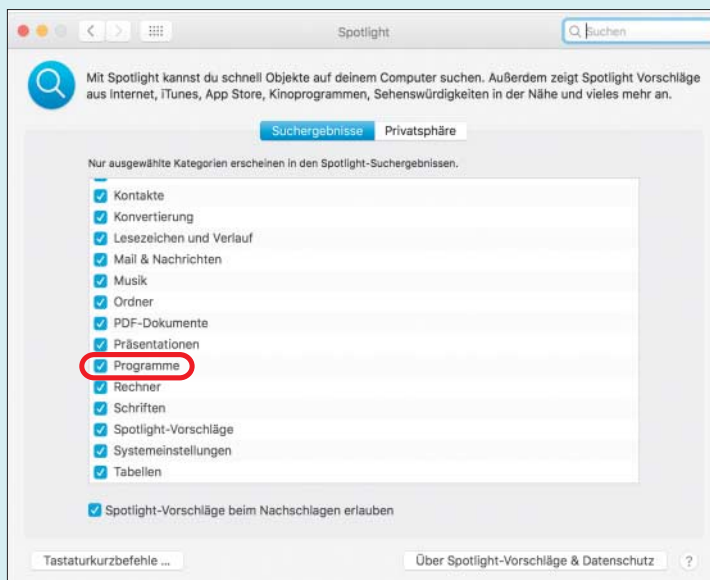 Spotlight
Suchen
Mit Spotlight kannst du schnell Objekte auf deinem Computer suchen. Außerdem zeigt Spotlight Vorschläge
aus Internet, iTunes, App Store, Kinoprogrammen, Sehenswürdigkeiten in der Nähe und vieles mehr an.
Suchergebnisse
Privatsphäre
Nur ausgewählte Kategorien erscheinen in den Spotlight-Suchergebnissen.
Kontakte
Konvertierung
Lesezeichen und Verlauf
Mail & Nachrichten
Musik
Ordner
PDF-Dokumente
Präsentationen
Programme
Rechner
Schriften
Spotlight-Vorschläge
Systemeinstellungen
Tabellen
Spotlight-Vorschläge beim Nachschlagen erlauben
Tastaturkurzbefehle ...
Über Spotlight-Vorschläge & Datenschutz
?